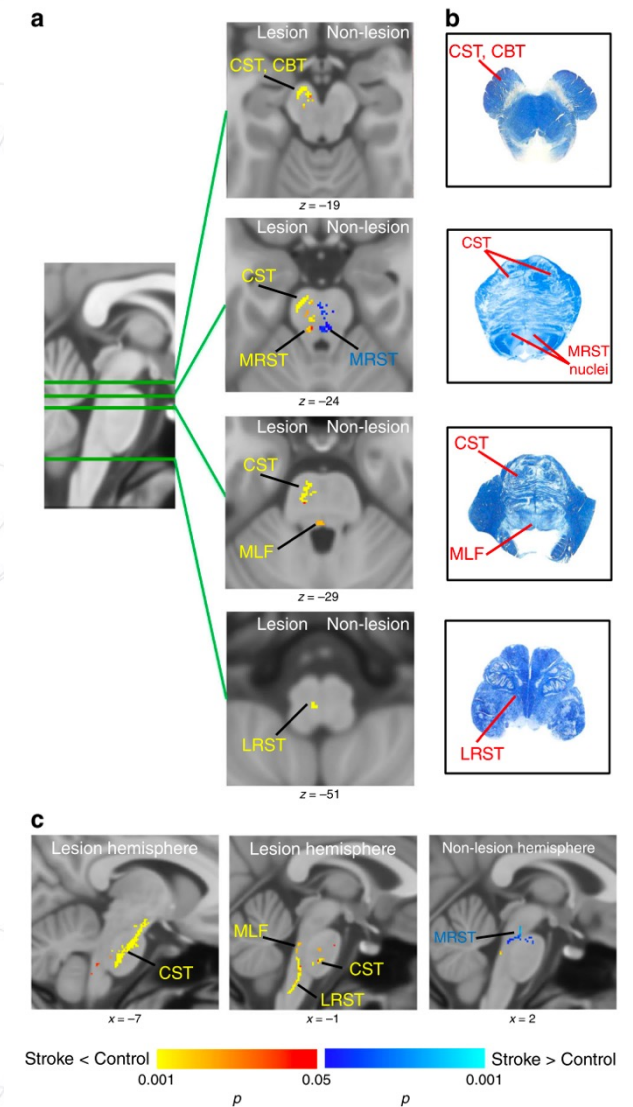 a
b
Lesion Non-lesion
CST, CBT
z = –19
CST, CBT
Lesion Non-lesion
CST
MRST
MRST
z = –24
CST
MRST
nuclei
Lesion Non-lesion
CST
MLF
z = –29
CST
MLF
Lesion Non-lesion
LRST
z = –51
LRST
c
Lesion hemisphere
CST
x = –7
Lesion hemisphere
MLF
CST
LRST
x = –1
Non-lesion hemisphere
MRST
x = 2
Stroke < Control
0.001
0.05
p
Stroke > Control
0.001
p